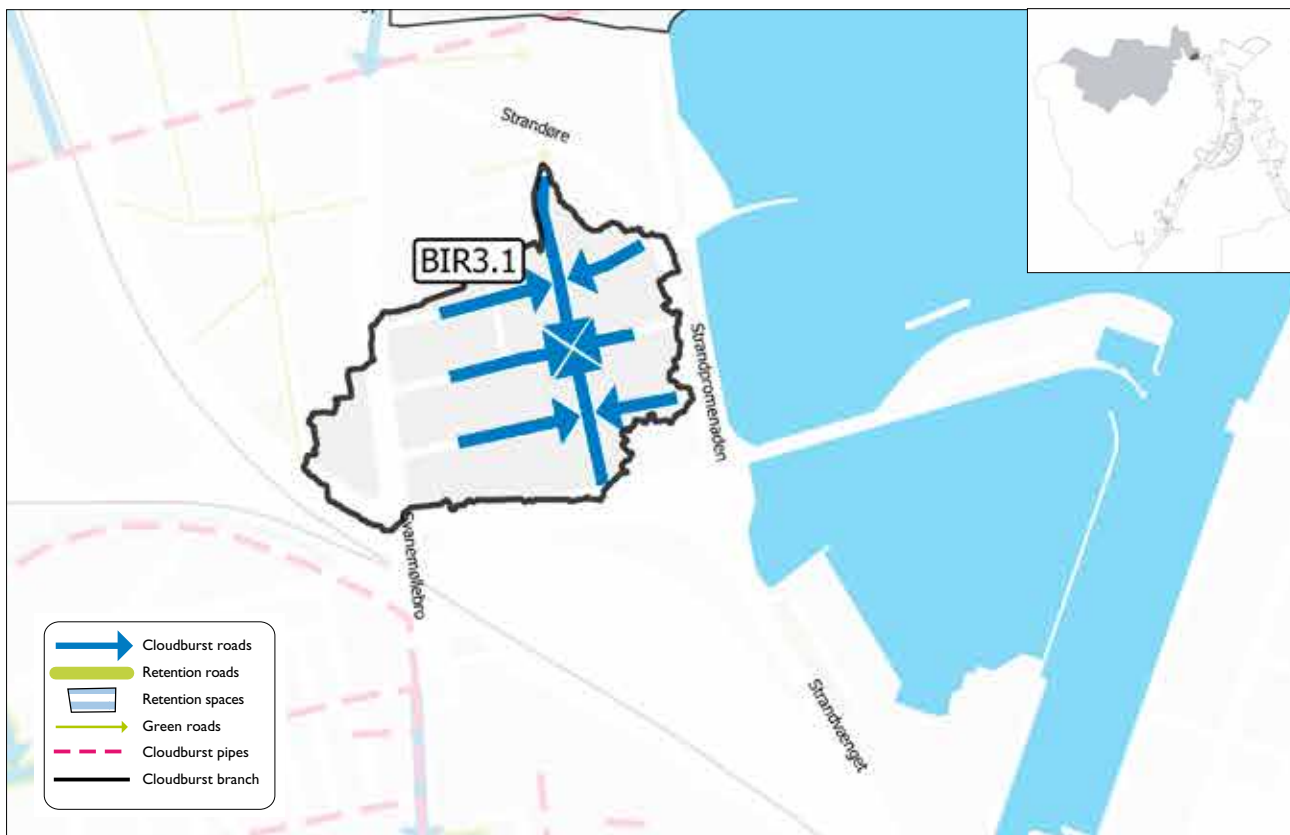 Strandøre
BIR3.1
Strandpromenaden
Svanemøllebro
Strandvænget
Cloudburst roads
Retention roads
Retention spaces
Green roads
Cloudburst pipes
Cloudburst branch